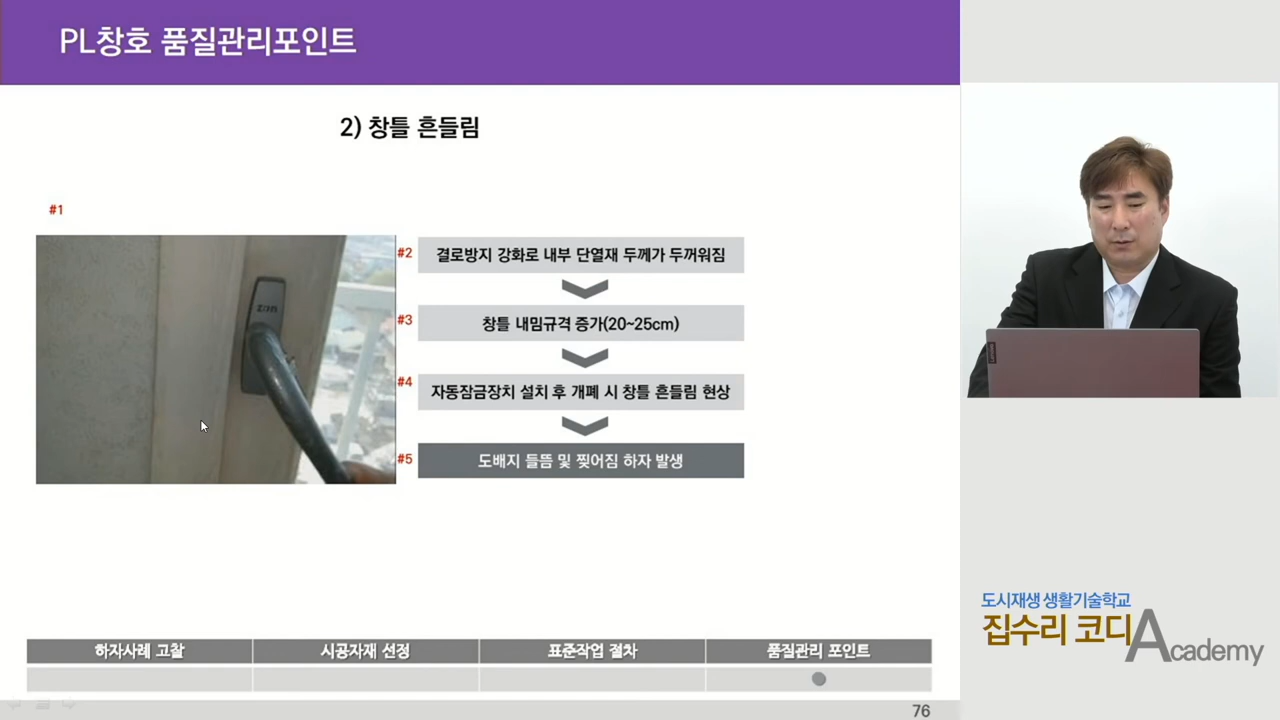 PL창호 품질관리포인트
2) 창틀 흔들림
#1
#2 결로방지 강화로 내부 단열재 두께가 두꺼워짐
#3 창틀 내밈규격 증가(20~25cm)
#4 자동잠금장치 설치 후 개폐 시 창틀 흔들림 현상
#5 도배지 들뜸 및 찢어짐 하자 발생
하자사례 고찰 시공자재 선정 표준작업 절차 품질관리 포인트
76
도시재생 생활기술학교
집수리 코디Academy